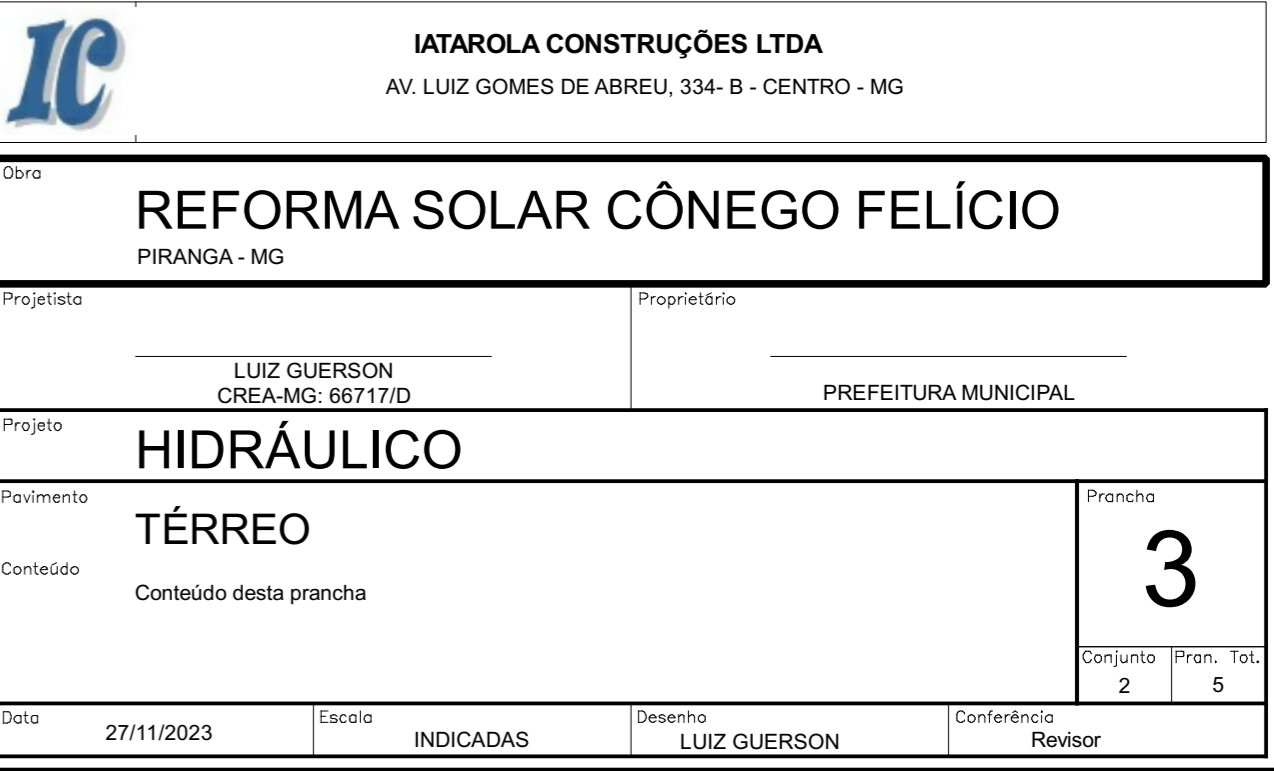 IC
IATAROLA CONSTRUÇÕES LTDA
AV. LUIZ GOMES DE ABREU, 334- B - CENTRO - MG
Obra
REFORMA SOLAR CÔNEGO FELÍCIO
PIRANGA - MG
Projetista
LUIZ GUERSON
CREA-MG: 66717/D
Proprietário
PREFEITURA MUNICIPAL
Projeto
HIDRÁULICO
Pavimento
TÉRREO
Conteúdo
Conteúdo desta prancha
Prancha
3
Conjunto
2
Pran. Tot.
5
Data
27/11/2023
Escala
INDICADAS
Desenho
LUIZ GUERSON
Conferência
Revisor